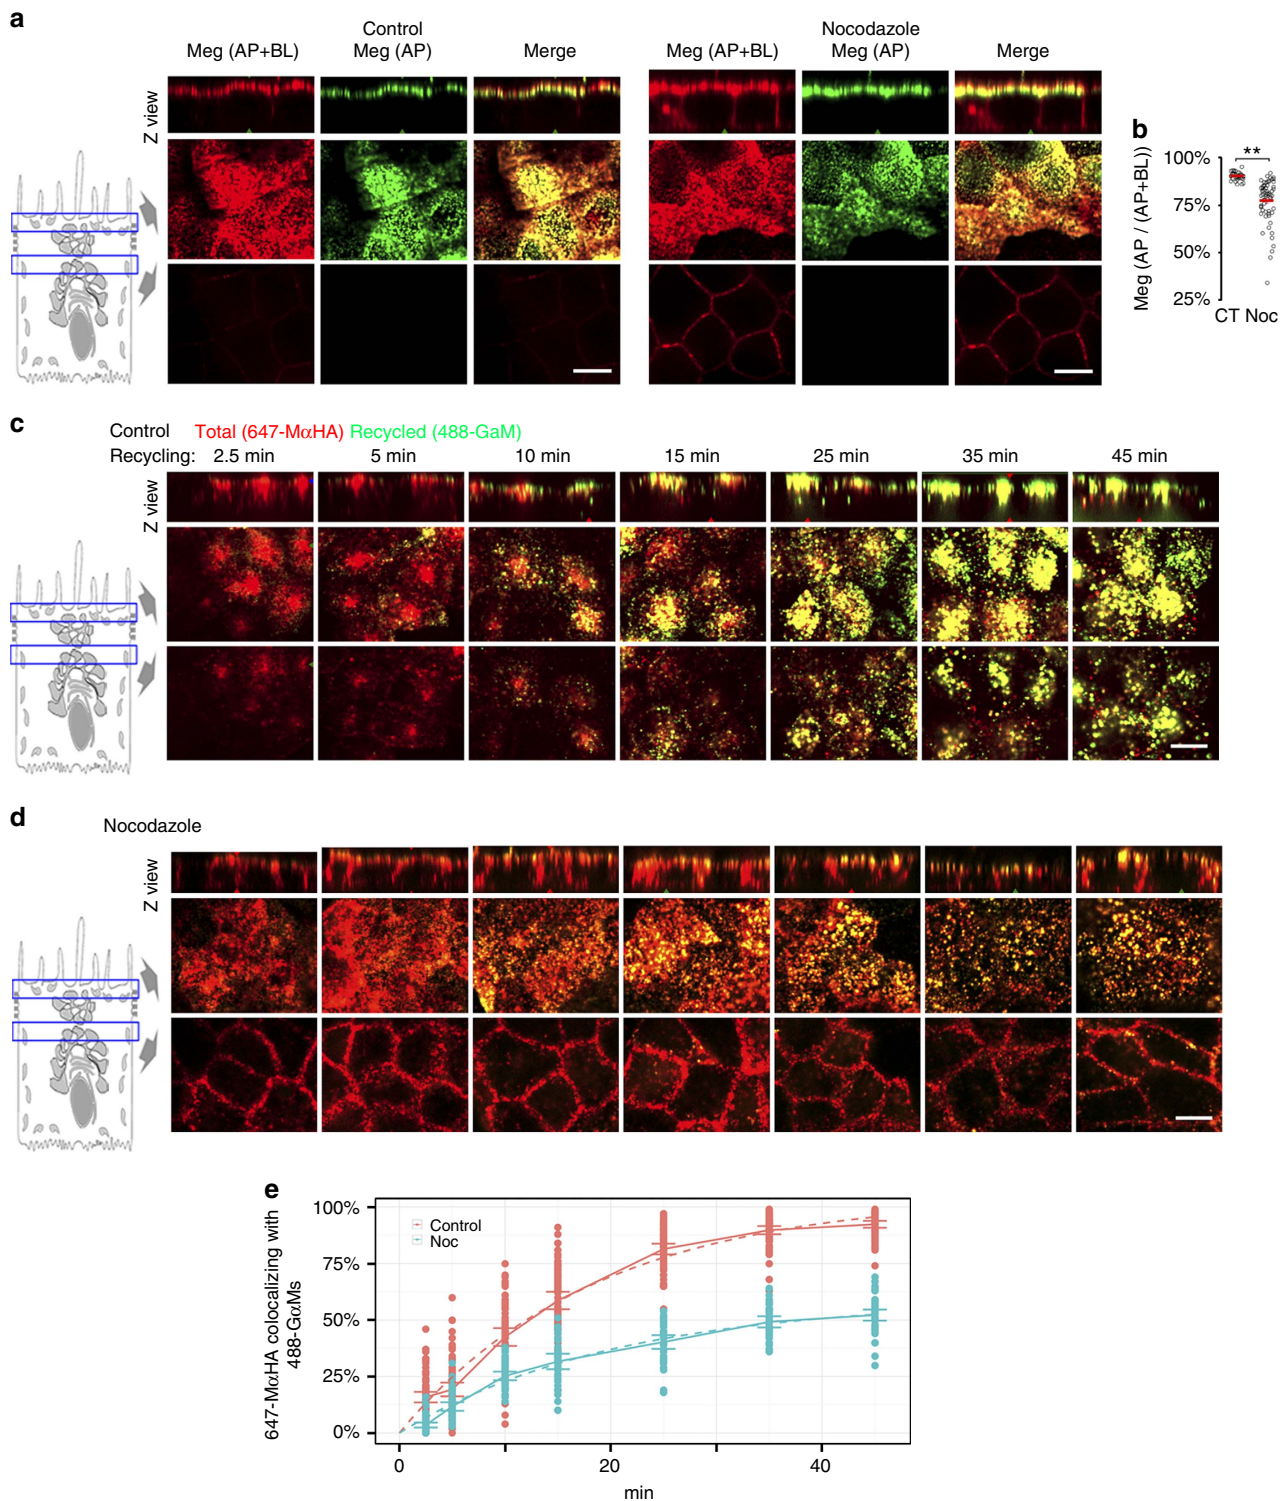 a
Control
Nocodazole
Meg (AP+BL) Meg (AP) Merge Meg (AP+BL) Meg (AP) Merge
Z view
b
Meg (AP / (AP+BL))
**
100%
75%
50%
25%
CT Noc
c
Control Total (647-MαHA) Recycled (488-GaM)
Recycling: 2.5 min 5 min 10 min 15 min 25 min 35 min 45 min
Z view
d
Nocodazole
Z view
e
647-MαHA colocalizing with
488-GαMs
100%
75%
50%
25%
0%
Control
Noc
0 20 40
min